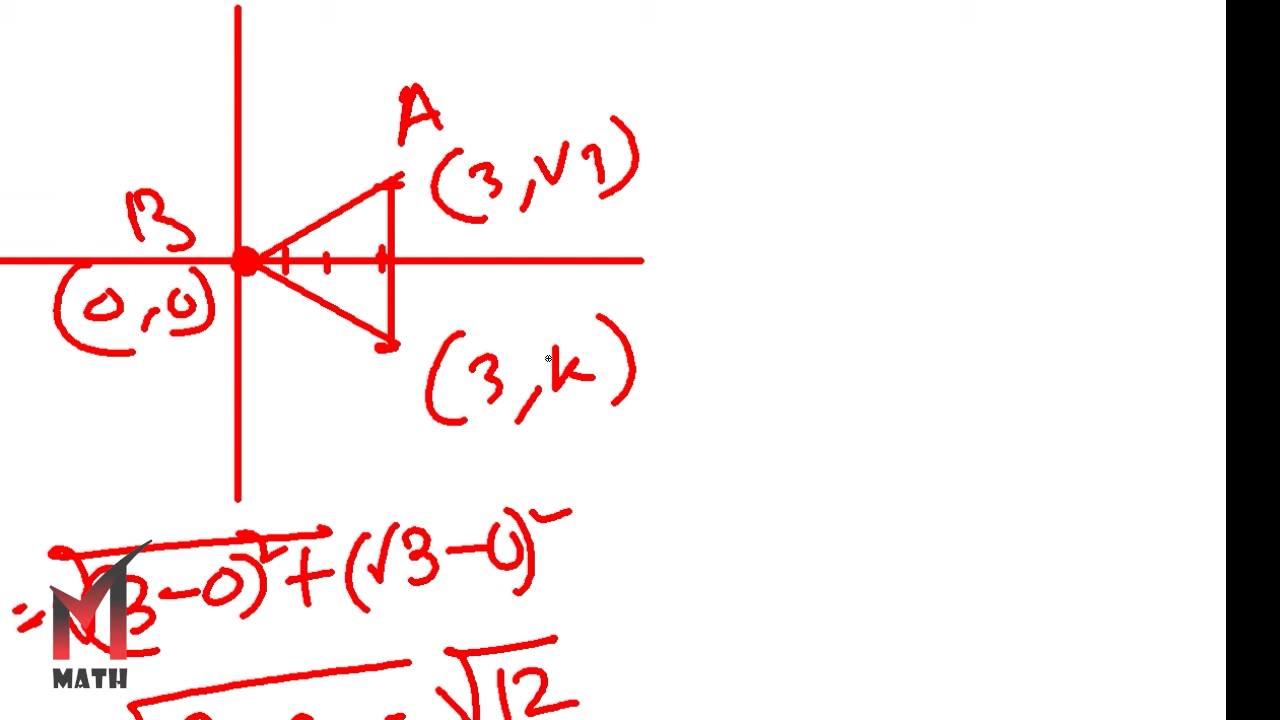 A
(3,√3)
B
(0,0)
(3,k)
=√(3-0)²+(√3-0)²
√12
MATH